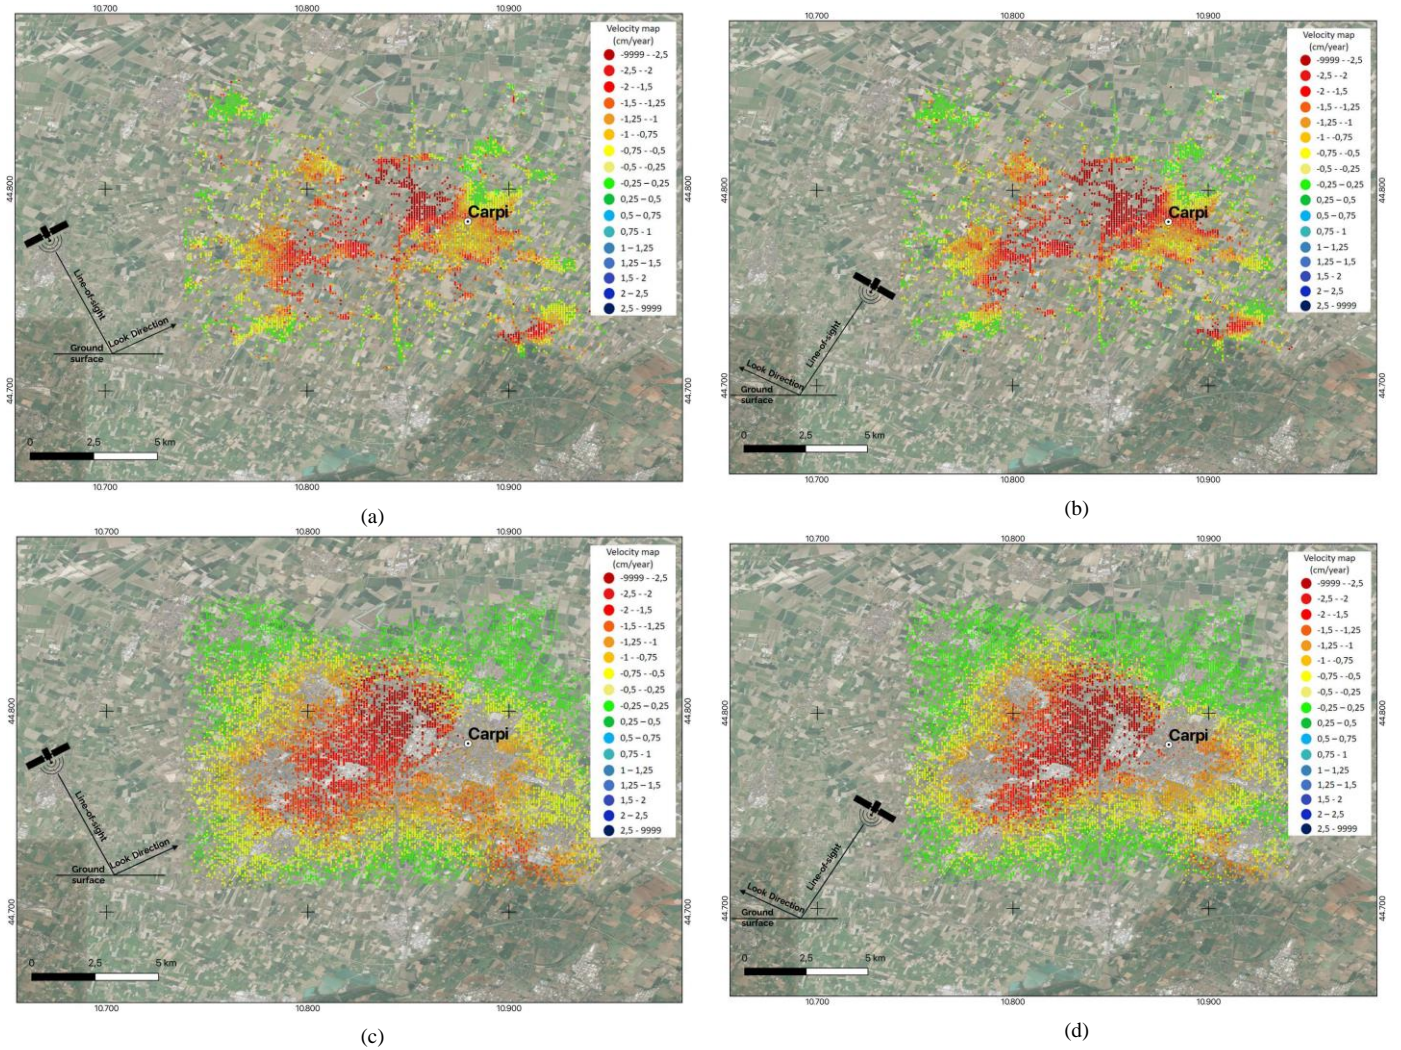 10.700
10.800
10.900
Velocity map
(cm/year)
-9999 - -2,5
-2,5 - -2
-2 - -1,5
-1,5 - -1,25
-1,25 - -1
-1 - -0,75
-0,75 - -0,5
-0,5 - -0,25
-0,25 – 0,25
0,25 – 0,5
0,5 – 0,75
0,75 - 1
1 – 1,25
1,25 – 1,5
1,5 - 2
2 – 2,5
2,5 - 9999
44.800
44.800
Carpi
Line-of-sight
Look Direction
Ground
surface
44.700
44.700
0
2,5
5 km
10.700
10.800
10.900
(a)
10.700
10.800
10.900
Velocity map
(cm/year)
-9999 - -2,5
-2,5 - -2
-2 - -1,5
-1,5 - -1,25
-1,25 - -1
-1 - -0,75
-0,75 - -0,5
-0,5 - -0,25
-0,25 – 0,25
0,25 – 0,5
0,5 – 0,75
0,75 - 1
1 – 1,25
1,25 – 1,5
1,5 - 2
2 – 2,5
2,5 - 9999
44.800
44.800
Carpi
Line-of-sight
Look Direction
Ground
surface
44.700
44.700
0
2,5
5 km
10.700
10.800
10.900
(b)
10.700
10.800
10.900
Velocity map
(cm/year)
-9999 - -2,5
-2,5 - -2
-2 - -1,5
-1,5 - -1,25
-1,25 - -1
-1 - -0,75
-0,75 - -0,5
-0,5 - -0,25
-0,25 – 0,25
0,25 – 0,5
0,5 – 0,75
0,75 - 1
1 – 1,25
1,25 – 1,5
1,5 - 2
2 – 2,5
2,5 - 9999
44.800
44.800
Carpi
Line-of-sight
Look Direction
Ground
surface
44.700
44.700
0
2,5
5 km
10.700
10.800
10.900
(c)
10.700
10.800
10.900
Velocity map
(cm/year)
-9999 - -2,5
-2,5 - -2
-2 - -1,5
-1,5 - -1,25
-1,25 - -1
-1 - -0,75
-0,75 - -0,5
-0,5 - -0,25
-0,25 – 0,25
0,25 – 0,5
0,5 – 0,75
0,75 - 1
1 – 1,25
1,25 – 1,5
1,5 - 2
2 – 2,5
2,5 - 9999
44.800
44.800
Carpi
Line-of-sight
Look Direction
Ground
surface
44.700
44.700
0
2,5
5 km
10.700
10.800
10.900
(d)